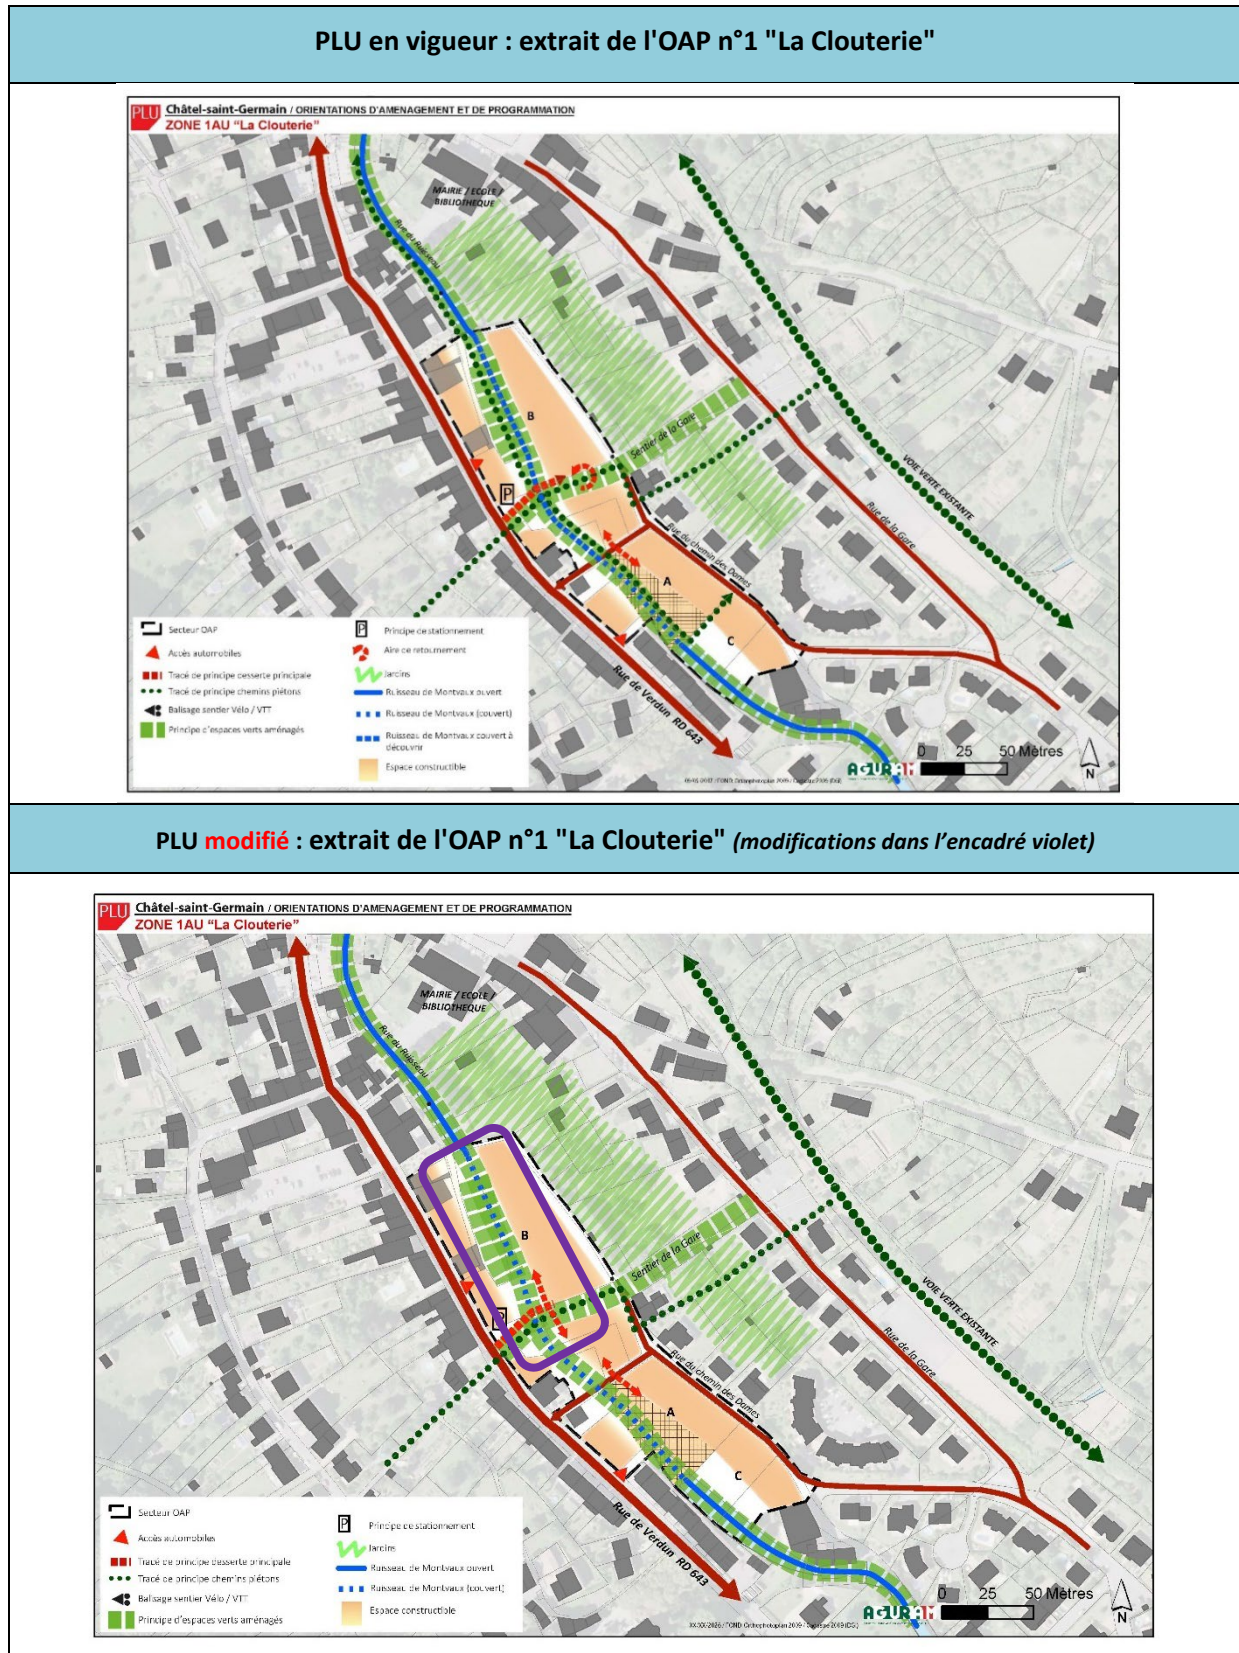 PLU en vigueur : extrait de l'OAP n°1 "La Clouterie"
PLU Châtel-saint-Germain / ORIENTATIONS D'AMENAGEMENT ET DE PROGRAMMATION
ZONE 1AU "La Clouterie"
MAIRIE / ECOLE /
BIBLIOTHEQUE
Rue du Ruisseau
B
Sentier de la Gare
P
VOIE VERTE EXISTANTE
Rue de la Gare
Rue du chemin des Dames
A
C
Rue de Verdun RD 643
Secteur OAP
Accès automobiles
Tracé de principe desserte principale
Tracé de principe chemins piétons
Balisage sentier Vélo / VTT
Principe d'espaces verts aménagés
P Principe de stationnement
Aire de retournement
Jardins
Ruisseau de Montvaux ouvert
Ruisseau de Montvaux (couvert)
Ruisseau de Montvaux couvert à
découvrir
Espace constructible
0 25 50 Mètres
AGURAM
N
PLU modifié : extrait de l'OAP n°1 "La Clouterie" (modifications dans l'encadré violet)
PLU Châtel-saint-Germain / ORIENTATIONS D'AMENAGEMENT ET DE PROGRAMMATION
ZONE 1AU "La Clouterie"
MAIRIE / ECOLE /
BIBLIOTHEQUE
Rue du Ruisseau
B
Sentier de la Gare
P
VOIE VERTE EXISTANTE
Rue de la Gare
Rue du chemin des Dames
A
C
Rue de Verdun RD 643
Secteur OAP
Accès automobiles
Tracé de principe desserte principale
Tracé de principe chemins piétons
Balisage sentier Vélo / VTT
Principe d'espaces verts aménagés
P Principe de stationnement
Jardins
Ruisseau de Montvaux ouvert
Ruisseau de Montvaux (couvert)
Espace constructible
0 25 50 Mètres
AGURAM
N